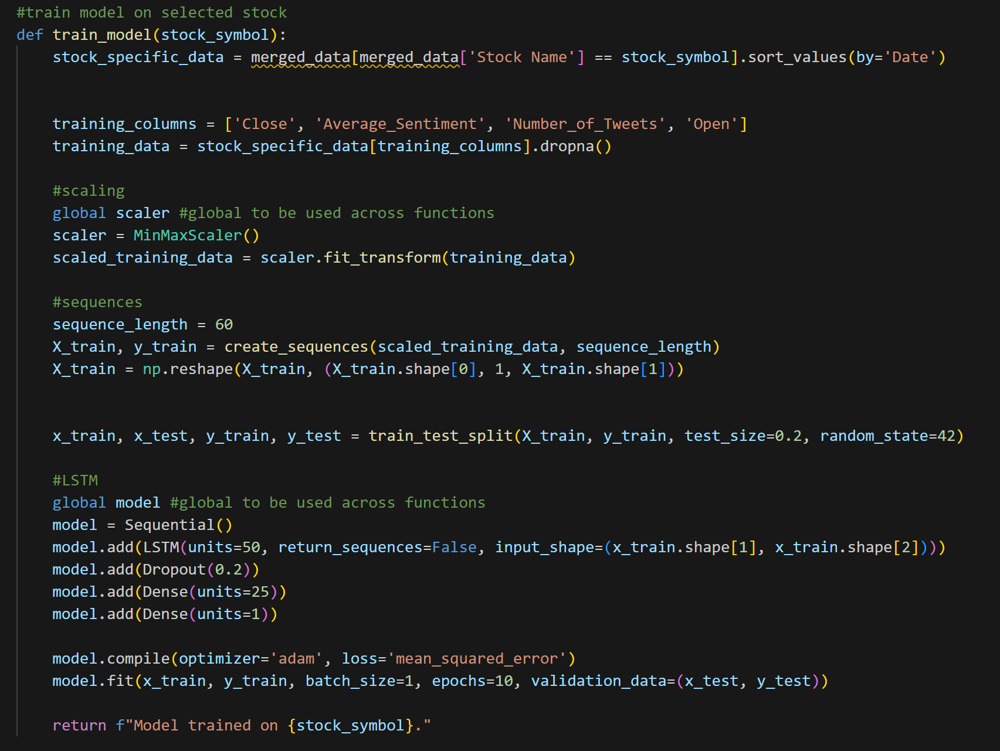 #train model on selected stock
def train_model(stock_symbol):
    stock_specific_data = merged_data[merged_data['Stock Name'] == stock_symbol].sort_values(by='Date')
    training_columns = ['Close', 'Average_Sentiment', 'Number_of_Tweets', 'Open']
    training_data = stock_specific_data[training_columns].dropna()
    #scaling
    global scaler #global to be used across functions
    scaler = MinMaxScaler()
    scaled_training_data = scaler.fit_transform(training_data)
    #sequences
    sequence_length = 60
    X_train, y_train = create_sequences(scaled_training_data, sequence_length)
    X_train = np.reshape(X_train, (X_train.shape[0], 1, X_train.shape[1]))
    x_train, x_test, y_train, y_test = train_test_split(X_train, y_train, test_size=0.2, random_state=42)
    #LSTM
    global model #global to be used across functions
    model = Sequential()
    model.add(LSTM(units=50, return_sequences=False, input_shape=(x_train.shape[1], x_train.shape[2])))
    model.add(Dropout(0.2))
    model.add(Dense(units=25))
    model.add(Dense(units=1))
    model.compile(optimizer='adam', loss='mean_squared_error')
    model.fit(x_train, y_train, batch_size=1, epochs=10, validation_data=(x_test, y_test))
    return f"Model trained on {stock_symbol}."